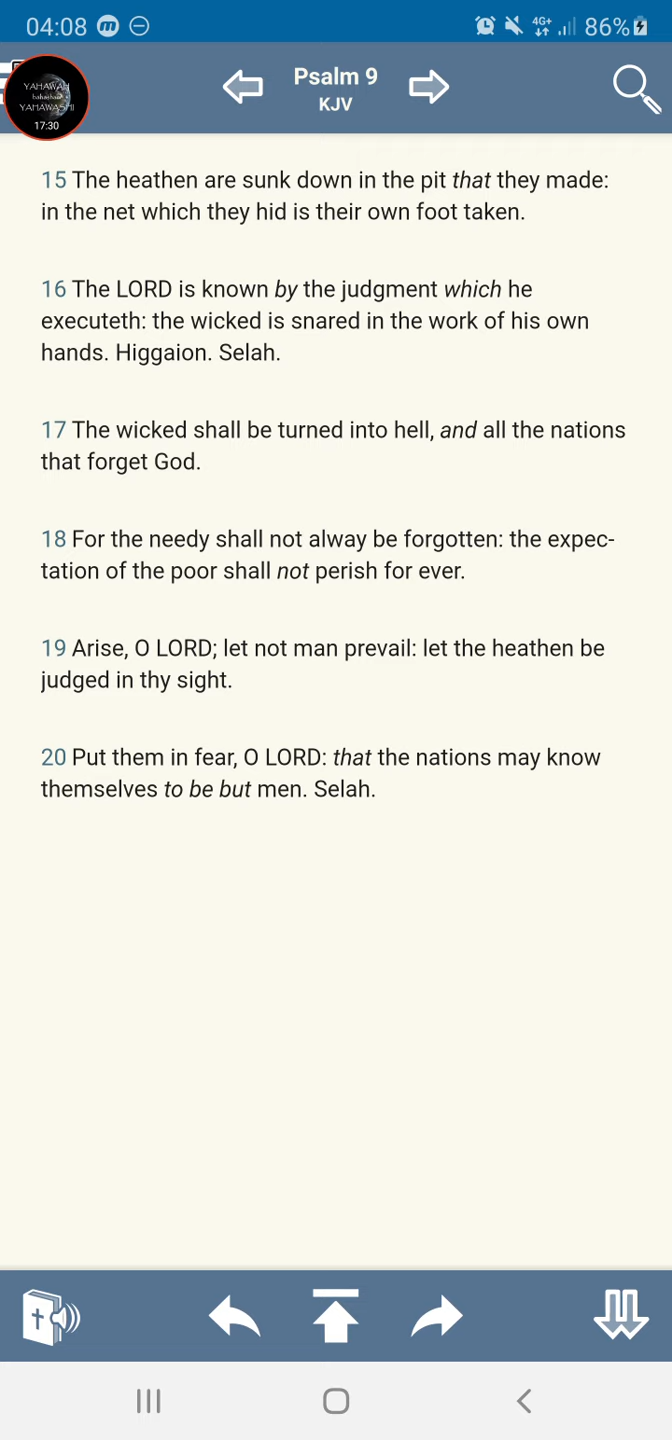 04:08
4G+
86%
YAHAWAH
bahasham
YAHAWASHI
17:30
Psalm 9
KJV
15 The heathen are sunk down in the pit that they made:
in the net which they hid is their own foot taken.
16 The LORD is known by the judgment which he
executeth: the wicked is snared in the work of his own
hands. Higgaion. Selah.
17 The wicked shall be turned into hell, and all the nations
that forget God.
18 For the needy shall not alway be forgotten: the expec-
tation of the poor shall not perish for ever.
19 Arise, O LORD; let not man prevail: let the heathen be
judged in thy sight.
20 Put them in fear, O LORD: that the nations may know
themselves to be but men. Selah.